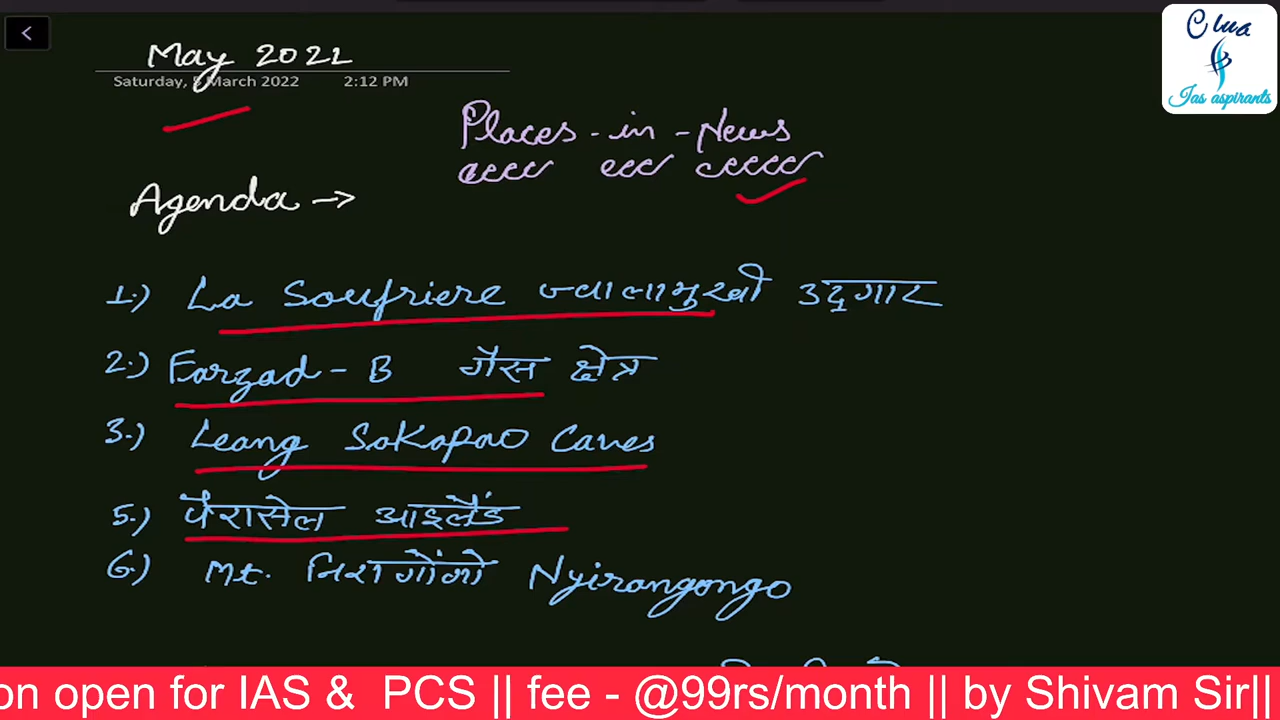 May 2022
Saturday, 5 March 2022 2:12 PM
Clua
Ias aspirants
Places - in - News
Agenda →
1.) La Soufriere ज्वालामुखी उद्गार
2.) Farzad - B गैस क्षेत्र
3.) Leang Sakapao Caves
5.) पैरासेल आइलैंड
6.) Mt. निरागोंगो Nyirangongo
on open for IAS & PCS || fee - @99rs/month || by Shivam Sir||